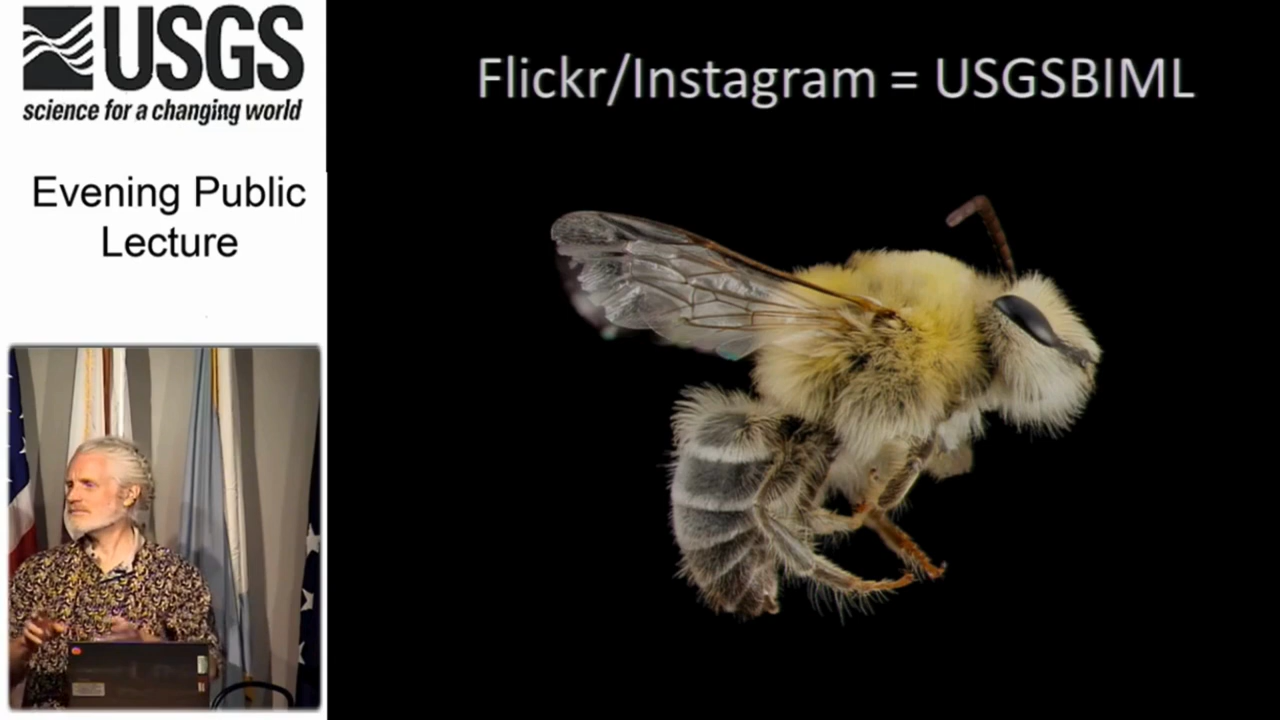 USGS
science for a changing world
Evening Public
Lecture
Flickr/Instagram = USGSBIML